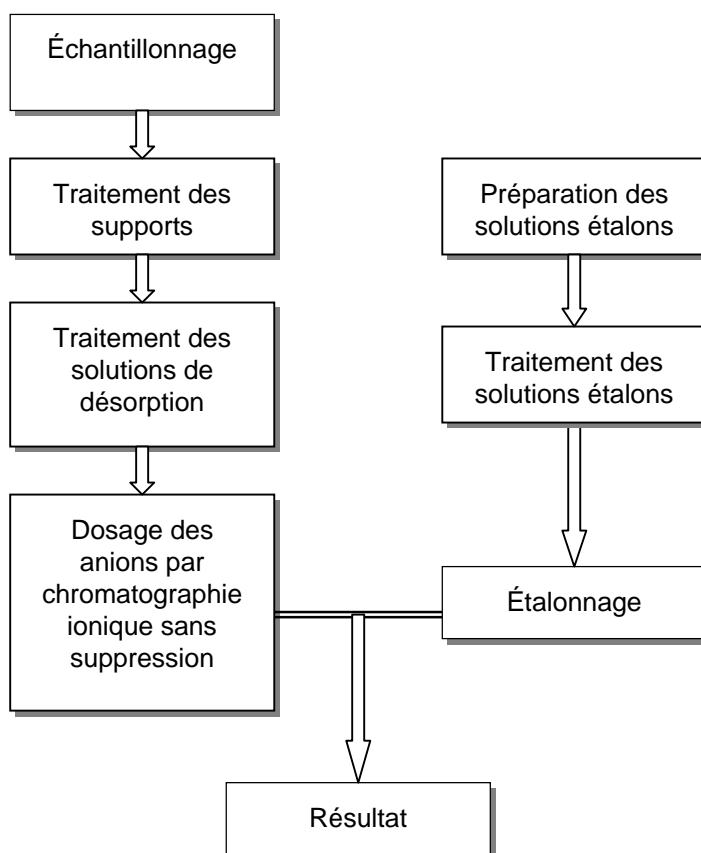 Échantillonnage
Traitement des
supports
Traitement des
solutions de
désorption
Dosage des
anions par
chromatographie
ionique sans
suppression
Préparation des
solutions étalons
Traitement des
solutions étalons
Étalonnage
Résultat